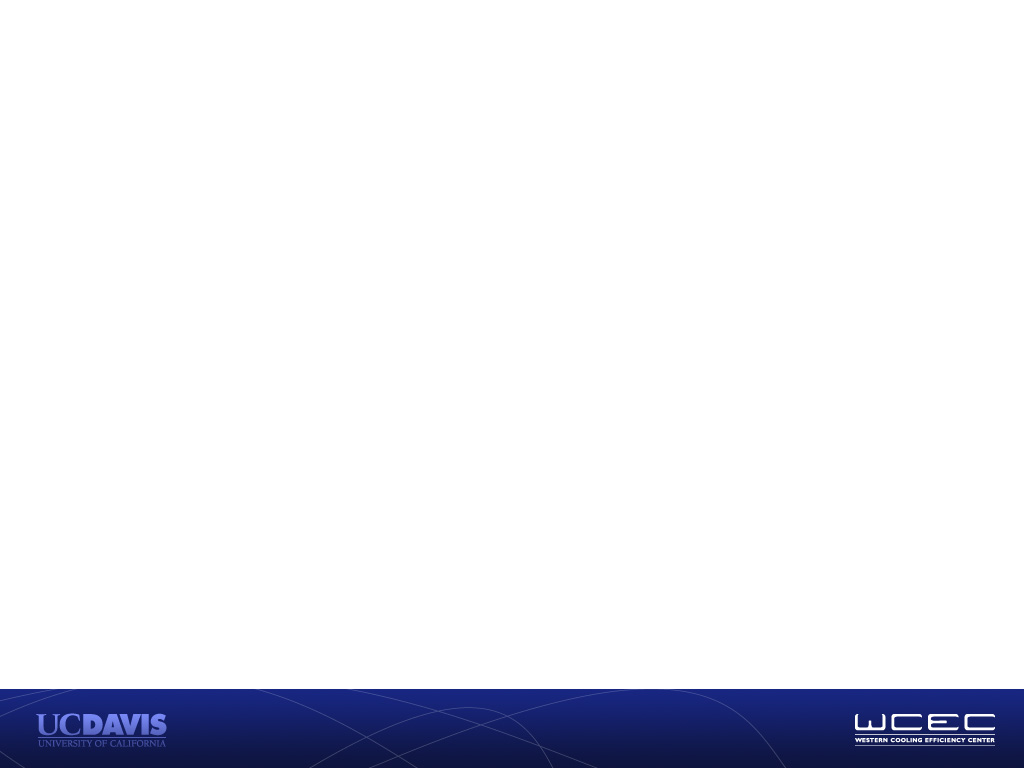 UCDAVIS
UNIVERSITY OF CALIFORNIA
WCEC
WESTERN COOLING EFFICIENCY CENTER